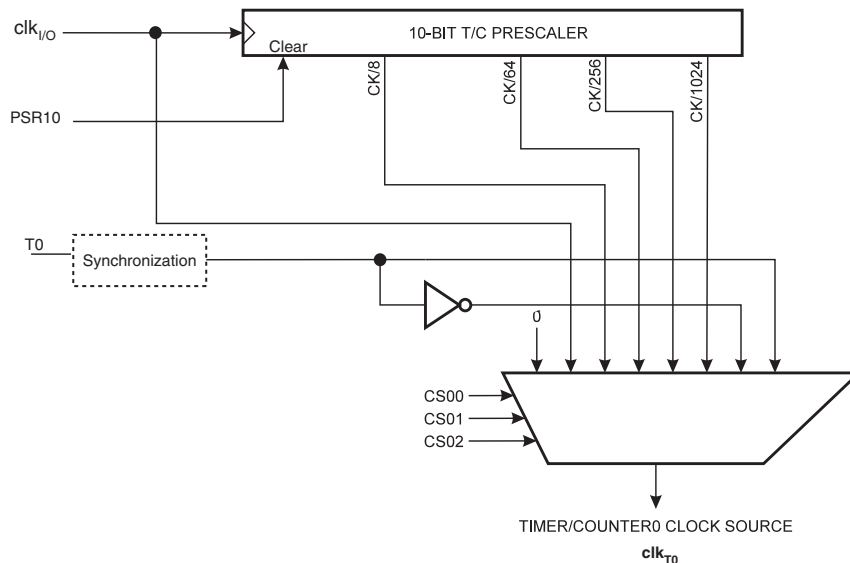 clkI/O
10-BIT T/C PRESCALER
Clear
CK/8
CK/64
CK/256
CK/1024
PSR10
T0
Synchronization
0
CS00
CS01
CS02
TIMER/COUNTER0 CLOCK SOURCE
clkT0